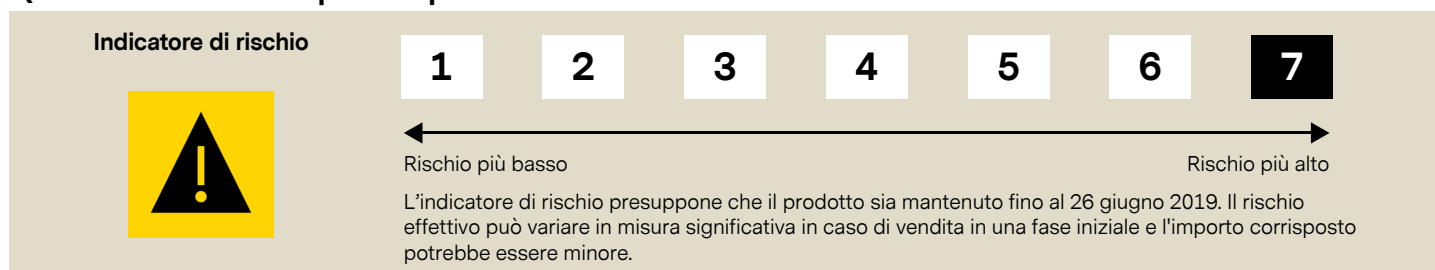 Indicatore di rischio
1 2 3 4 5 6 7
!
Rischio più basso Rischio più alto
L'indicatore di rischio presuppone che il prodotto sia mantenuto fino al 26 giugno 2019. Il rischio
effettivo può variare in misura significativa in caso di vendita in una fase iniziale e l'importo corrisposto
potrebbe essere minore.